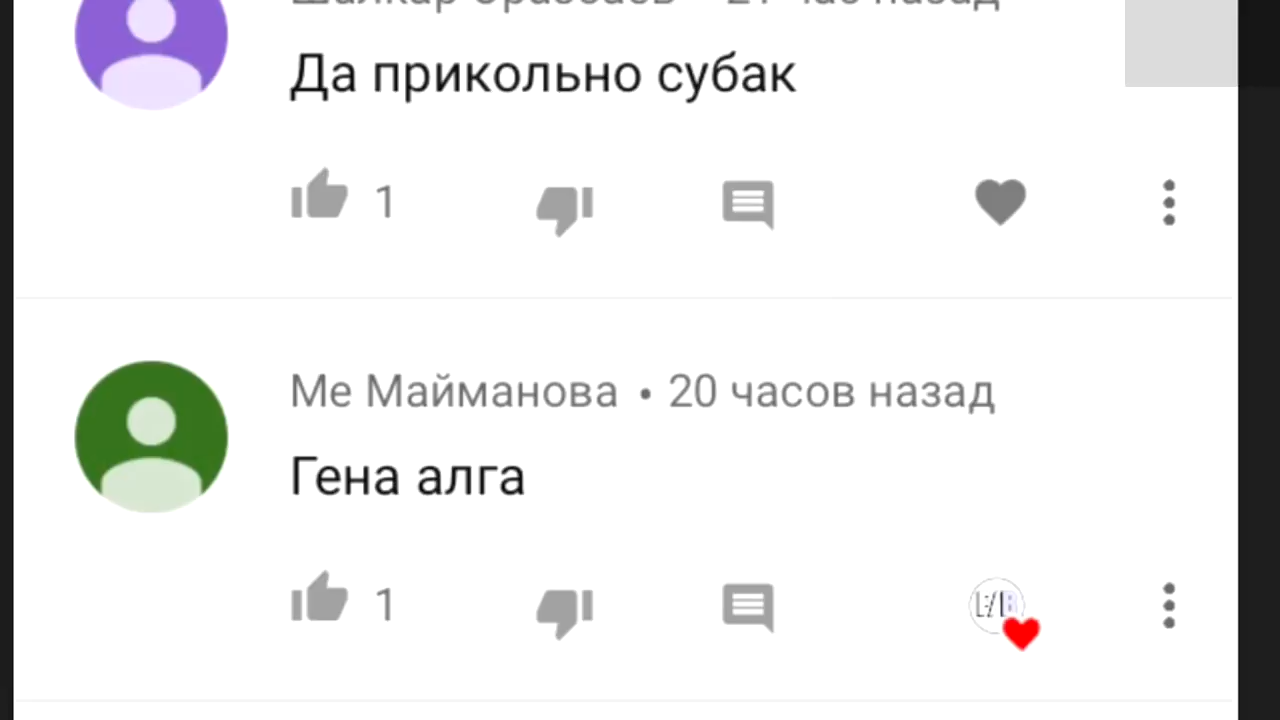 Да прикольно субак
1
Ме Майманова • 20 часов назад
Гена алга
1